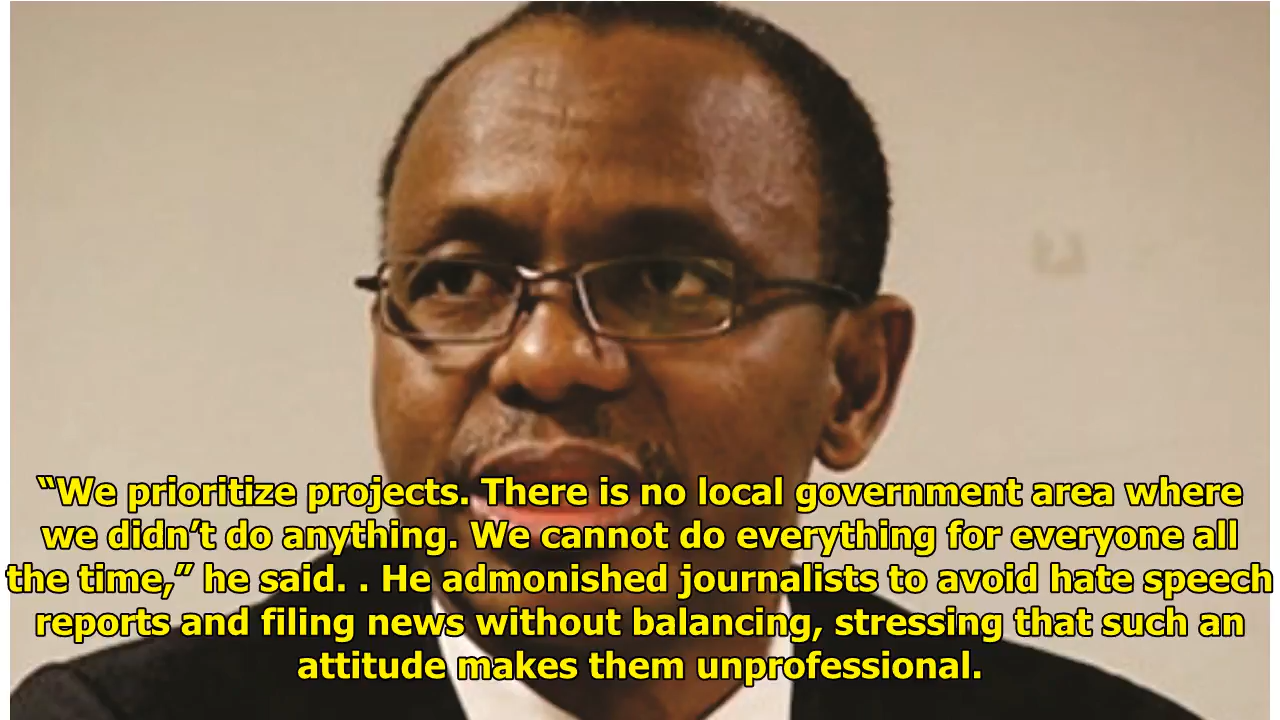 “We prioritize projects. There is no local government area where
we didn’t do anything. We cannot do everything for everyone all
the time,” he said. . He admonished journalists to avoid hate speech
reports and filing news without balancing, stressing that such an
attitude makes them unprofessional.